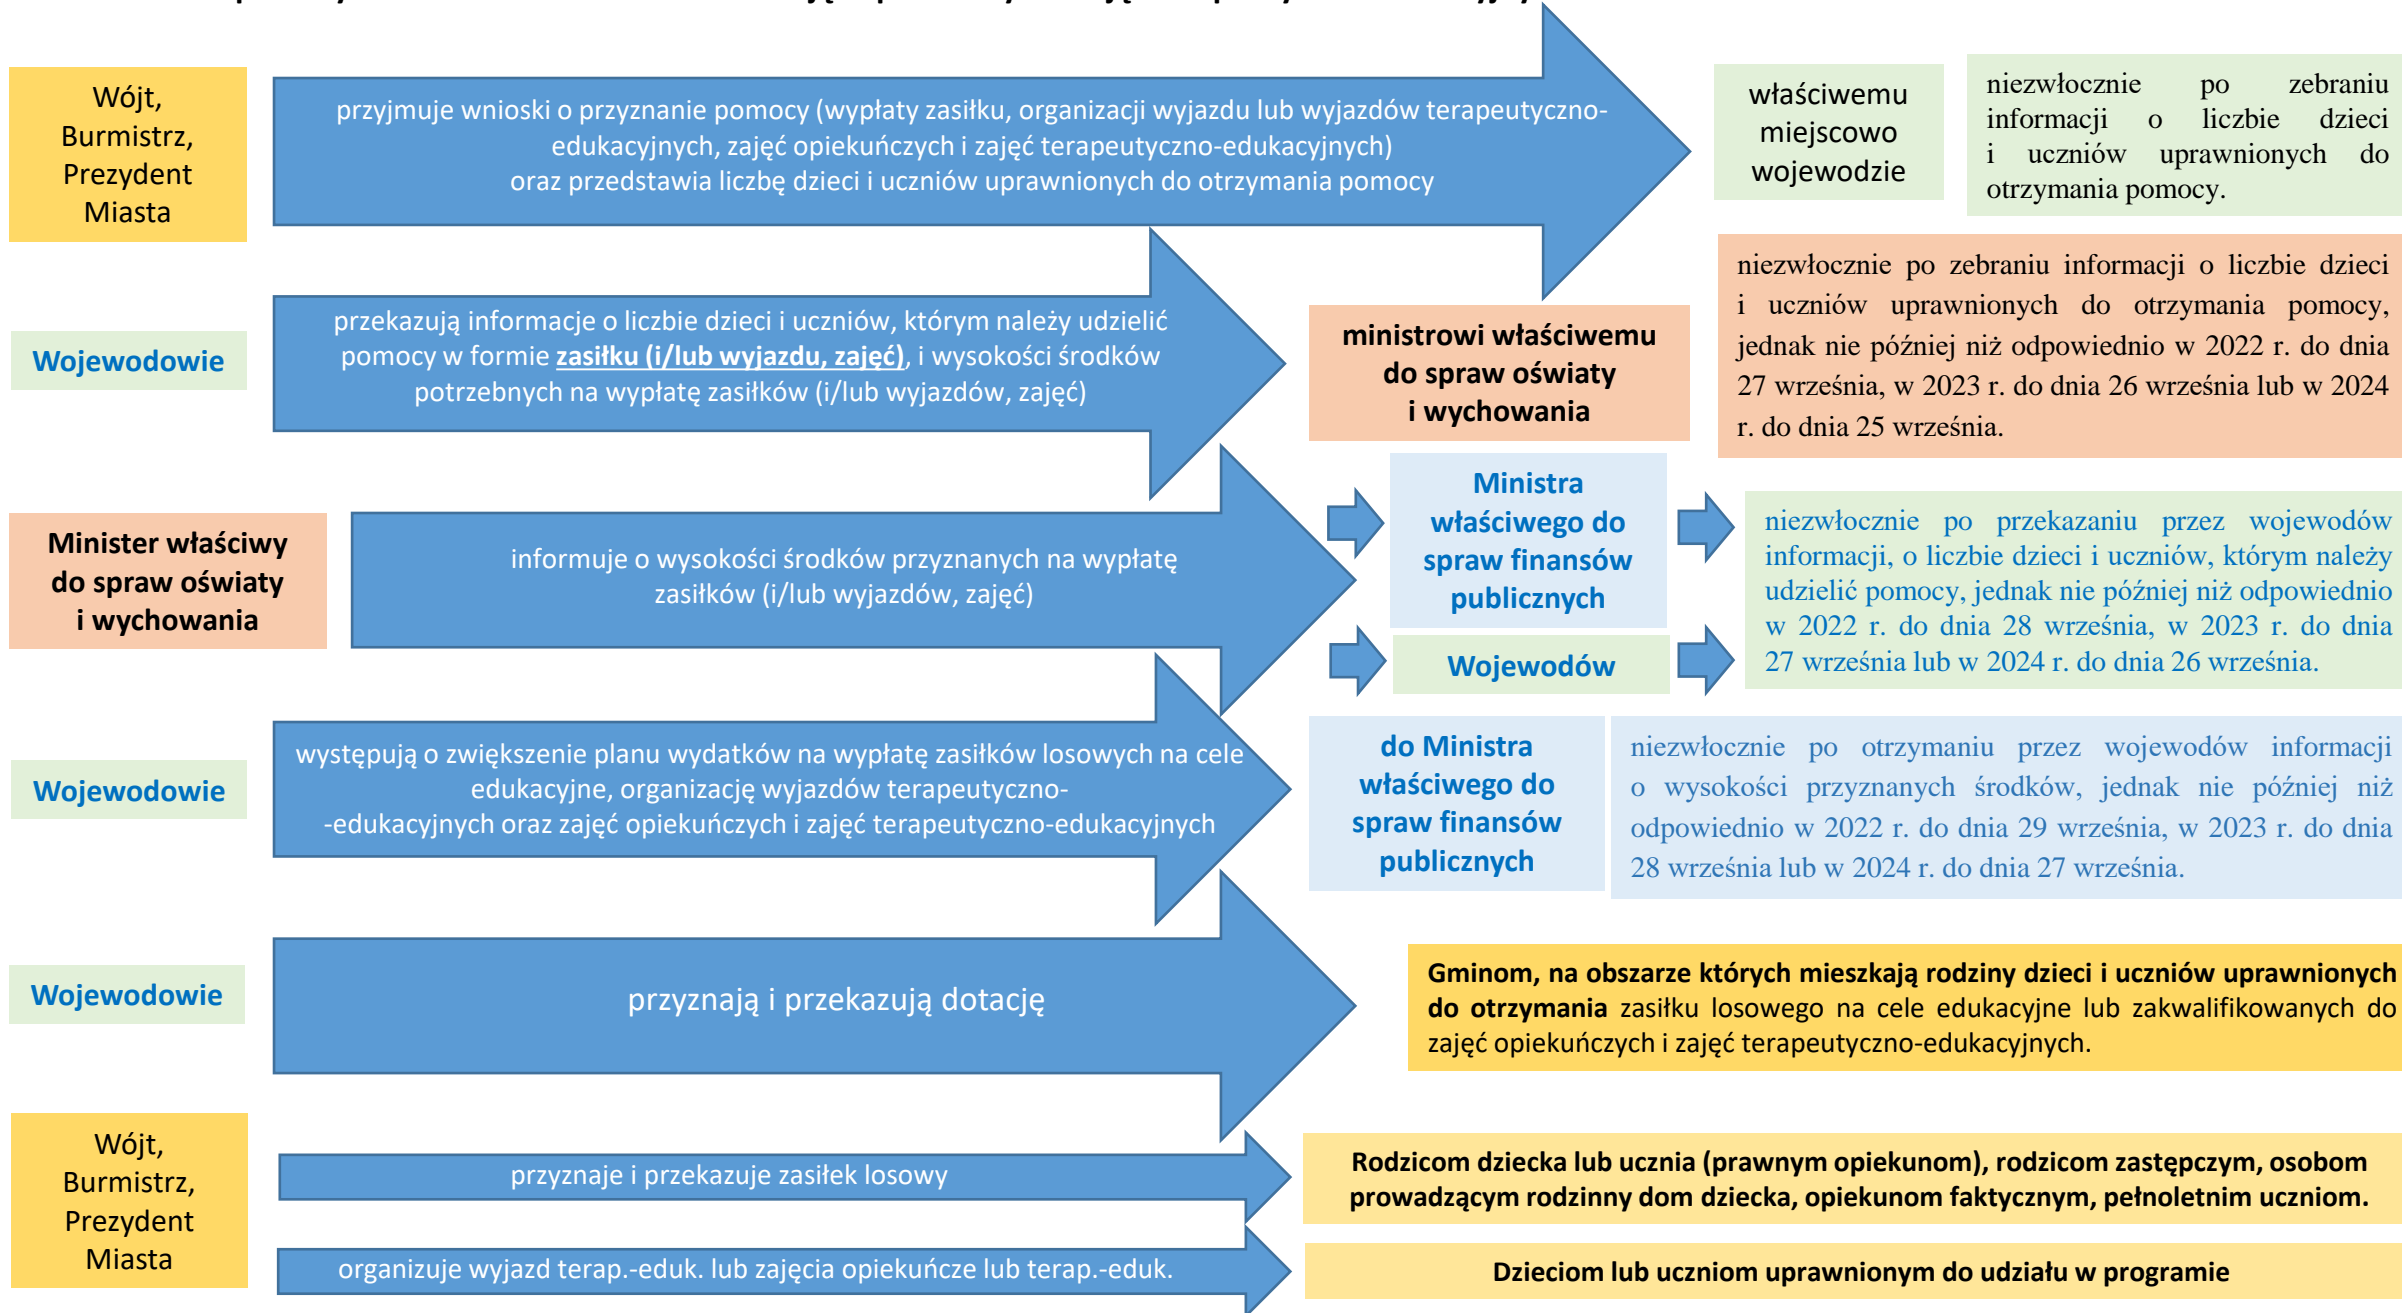 Wójt,
Burmistrz,
Prezydent
Miasta
przyjmuje wnioski o przyznanie pomocy (wypłaty zasiłku, organizacji wyjazdu lub wyjazdów terapeutyczno-
edukacyjnych, zajęć opiekuńczych i zajęć terapeutyczno-edukacyjnych)
oraz przedstawia liczbę dzieci i uczniów uprawnionych do otrzymania pomocy
właściwemu
miejscowo
wojewodzie
niezwłocznie po zebraniu
informacji o liczbie dzieci
i uczniów uprawnionych do
otrzymania pomocy.
Wojewodowie
przekazują informacje o liczbie dzieci i uczniów, którym należy udzielić
pomocy w formie zasiłku (i/lub wyjazdu, zajęć), i wysokości środków
potrzebnych na wypłatę zasiłków (i/lub wyjazdów, zajęć)
ministrowi właściwemu
do spraw oświaty
i wychowania
niezwłocznie po zebraniu informacji o liczbie dzieci
i uczniów uprawnionych do otrzymania pomocy,
jednak nie później niż odpowiednio w 2022 r. do dnia
27 września, w 2023 r. do dnia 26 września lub w 2024
r. do dnia 25 września.
Minister właściwy
do spraw oświaty
i wychowania
informuje o wysokości środków przyznanych na wypłatę
zasiłków (i/lub wyjazdów, zajęć)
Ministra
właściwego do
spraw finansów
publicznych
Wojewodów
niezwłocznie po przekazaniu przez wojewodów
informacji, o liczbie dzieci i uczniów, którym należy
udzielić pomocy, jednak nie później niż odpowiednio
w 2022 r. do dnia 28 września, w 2023 r. do dnia
27 września lub w 2024 r. do dnia 26 września.
Wojewodowie
występują o zwiększenie planu wydatków na wypłatę zasiłków losowych na cele
edukacyjne, organizację wyjazdów terapeutyczno-
-edukacyjnych oraz zajęć opiekuńczych i zajęć terapeutyczno-edukacyjnych
do Ministra
właściwego do
spraw finansów
publicznych
niezwłocznie po otrzymaniu przez wojewodów informacji
o wysokości przyznanych środków, jednak nie później niż
odpowiednio w 2022 r. do dnia 29 września, w 2023 r. do dnia
28 września lub w 2024 r. do dnia 27 września.
Wojewodowie
przyznają i przekazują dotację
Gminom, na obszarze których mieszkają rodziny dzieci i uczniów uprawnionych
do otrzymania zasiłku losowego na cele edukacyjne lub zakwalifikowanych do
zajęć opiekuńczych i zajęć terapeutyczno-edukacyjnych.
Wójt,
Burmistrz,
Prezydent
Miasta
przyznaje i przekazuje zasiłek losowy
Rodzicom dziecka lub ucznia (prawnym opiekunom), rodzicom zastępczym, osobom
prowadzącym rodzinny dom dziecka, opiekunom faktycznym, pełnoletnim uczniom.
organizuje wyjazd terap.-eduk. lub zajęcia opiekuńcze lub terap.-eduk.
Dzieciom lub uczniom uprawnionym do udziału w programie